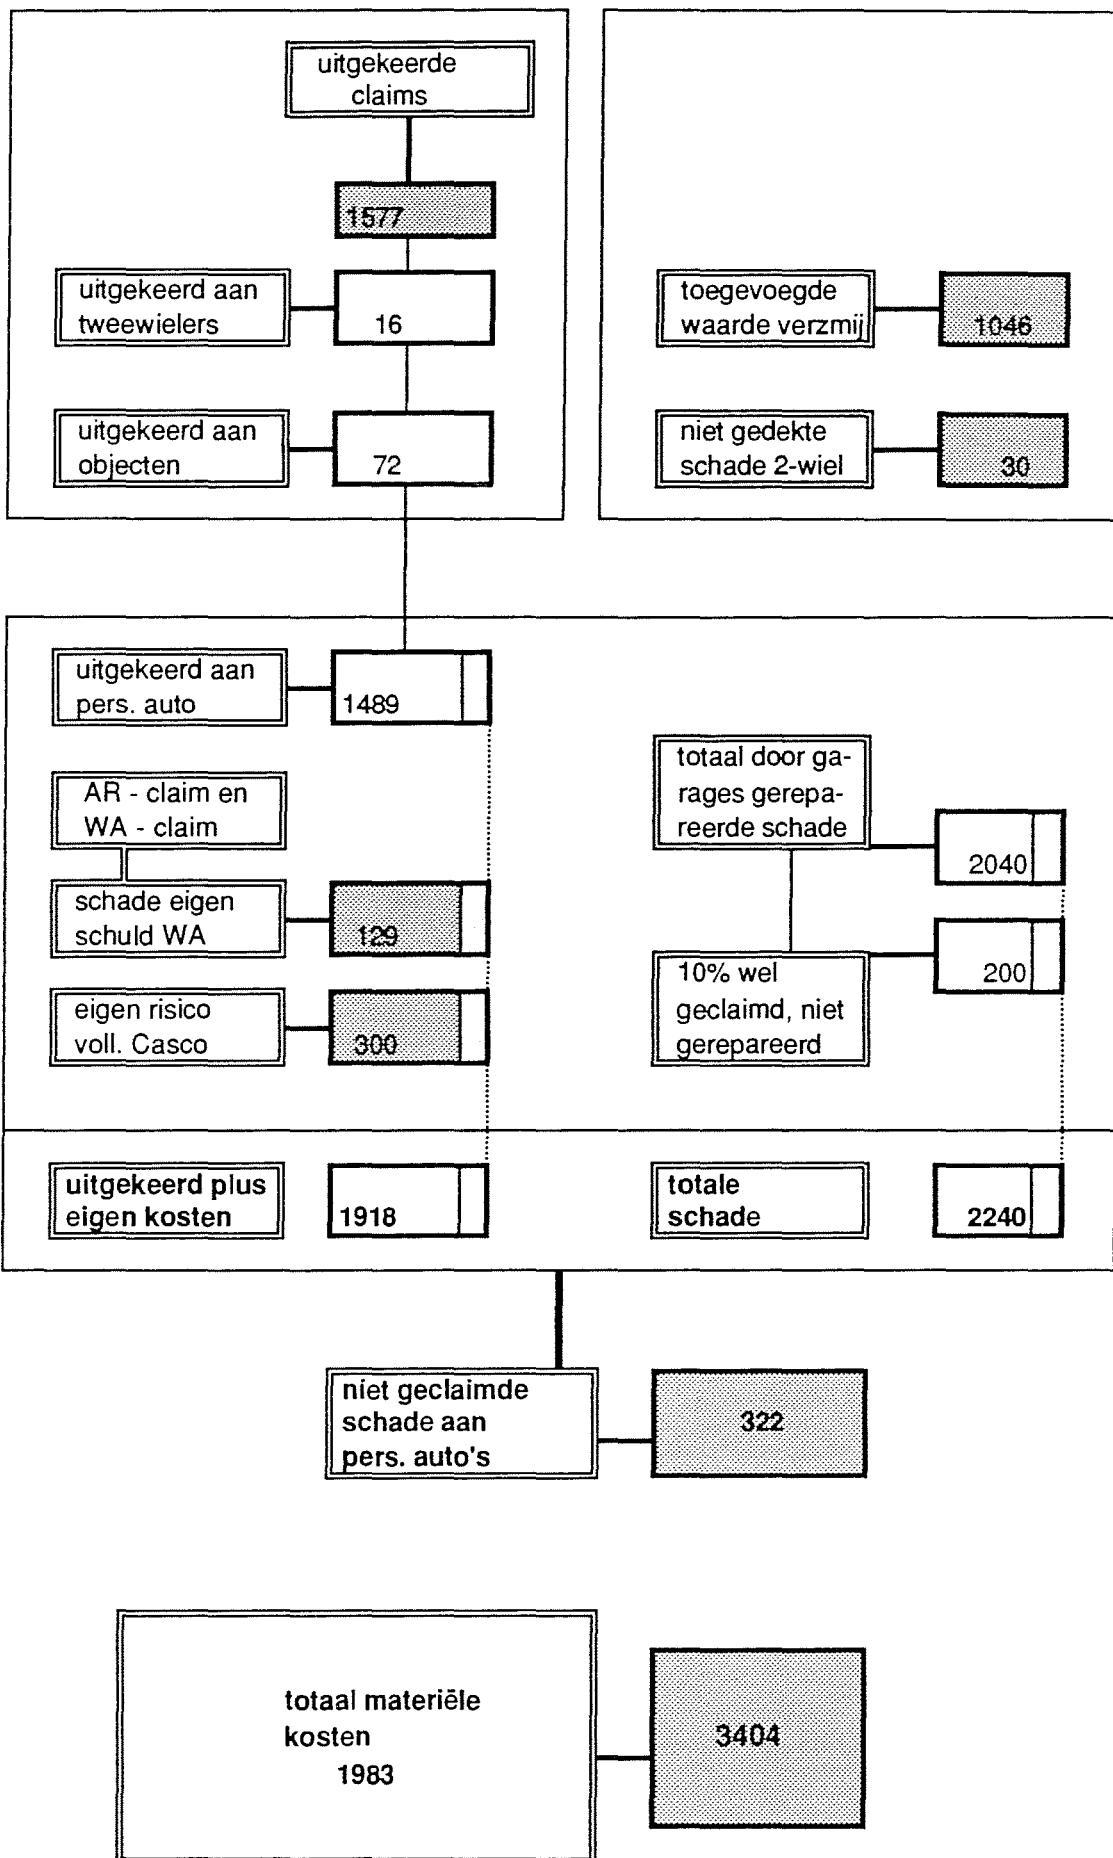 uitgekeerde
claims
1577
uitgekeerd aan
tweewielers
16
uitgekeerd aan
objecten
72
toegevoegde
waarde verzmij
1046
niet gedekte
schade 2-wiel
30
uitgekeerd aan
pers. auto
1489
AR - claim en
WA - claim
schade eigen
schuld WA
129
eigen risico
voll. Casco
300
totaal door ga-
rages gerepa-
reerde schade
2040
10% wel
geclaimd, niet
gerepareerd
200
uitgekeerd plus
eigen kosten
1918
totale
schade
2240
niet geclaimde
schade aan
pers. auto's
322
totaal materiële
kosten
1983
3404